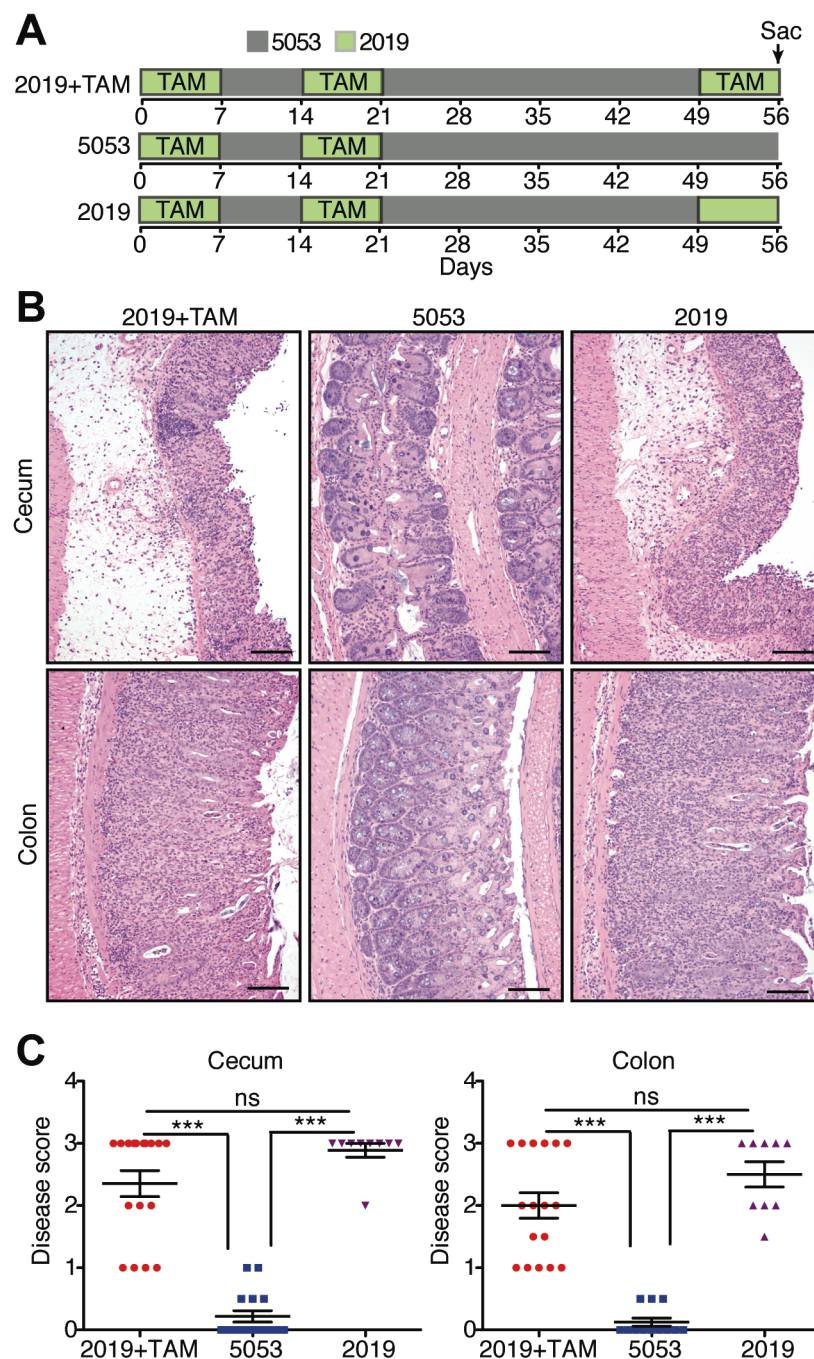 A
Sac
5053 2019
2019+TAM TAM TAM TAM
0 7 14 21 28 35 42 49 56
5053 TAM TAM
0 7 14 21 28 35 42 49 56
2019 TAM TAM
0 7 14 21 28 35 42 49 56
Days
B
2019+TAM 5053 2019
Cecum
Colon
C
Cecum
Disease score
4
3
2
1
0
ns
*** ***
2019+TAM 5053 2019
Colon
Disease score
4
3
2
1
0
ns
*** ***
2019+TAM 5053 2019